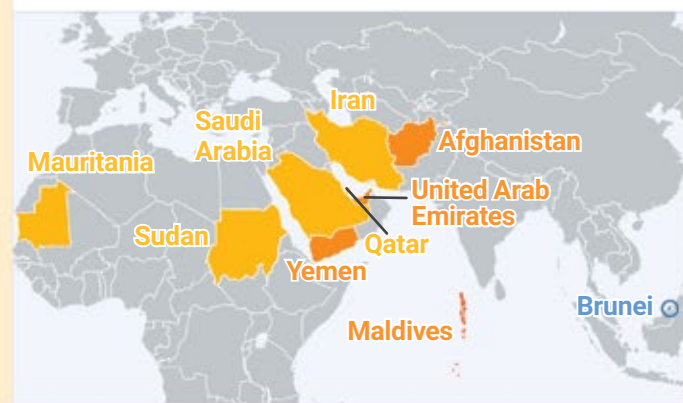 Iran
Saudi
Arabia
Afghanistan
Mauritania
United Arab
Emirates
Sudan
Qatar
Yemen
Brunei
Maldives